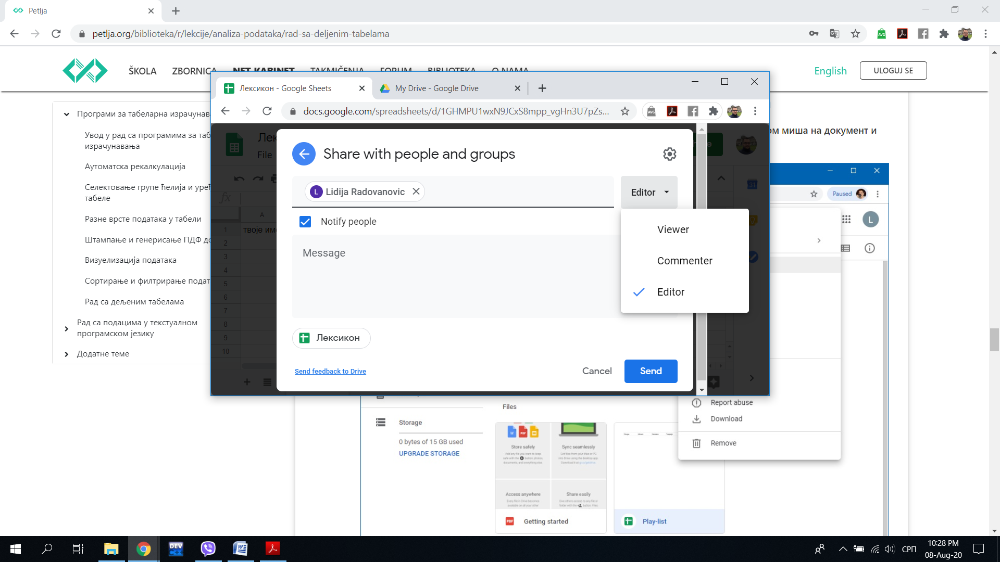 Petlja
petlja.org/biblioteka/r/lekcije/analiza-podataka/rad-sa-deljenim-tabelama
ŠKOLA ZBORNICA NET KABINET TAKMIČENJA FORUM BIBLIOTEKA O NAMA
English ULOGUJ SE
Програми за табеларна израчунав
Увод у рад са програмима за таб
израчунавања
Аутоматска рекалкулација
Селектовање групе ћелија и уре
табеле
Разне врсте података у табели
Штампање и генерисање ПДФ до
Визуелизација података
Сортирање и филтрирање подат
Рад са дељеним табелама
Рад са подацима у текстуалном
програмском језику
Додатне теме
Лексикон - Google Sheets
My Drive - Google Drive
docs.google.com/spreadsheets/d/1GHMPU1wxN9JCxS8mpp_vgHn3U7pZs...
Лек
File
fx
A
1 твоје им
2
3
4
5
6
7
8
9
10
Share with people and groups
L Lidija Radovanovic
Editor
Notify people
Message
Viewer
Commenter
Editor
Лексикон
Send feedback to Drive
Cancel
Send
31
ом миша на документ и
Paused
L
Report abuse
Download
Remove
Files
Storage
0 bytes of 15 GB used
UPGRADE STORAGE
Store safely
Sync seamlessly
Access anywhere
Share easily
PDF Getting started
Play-list
DEV C++
СРП
10:28 PM
08-Aug-20